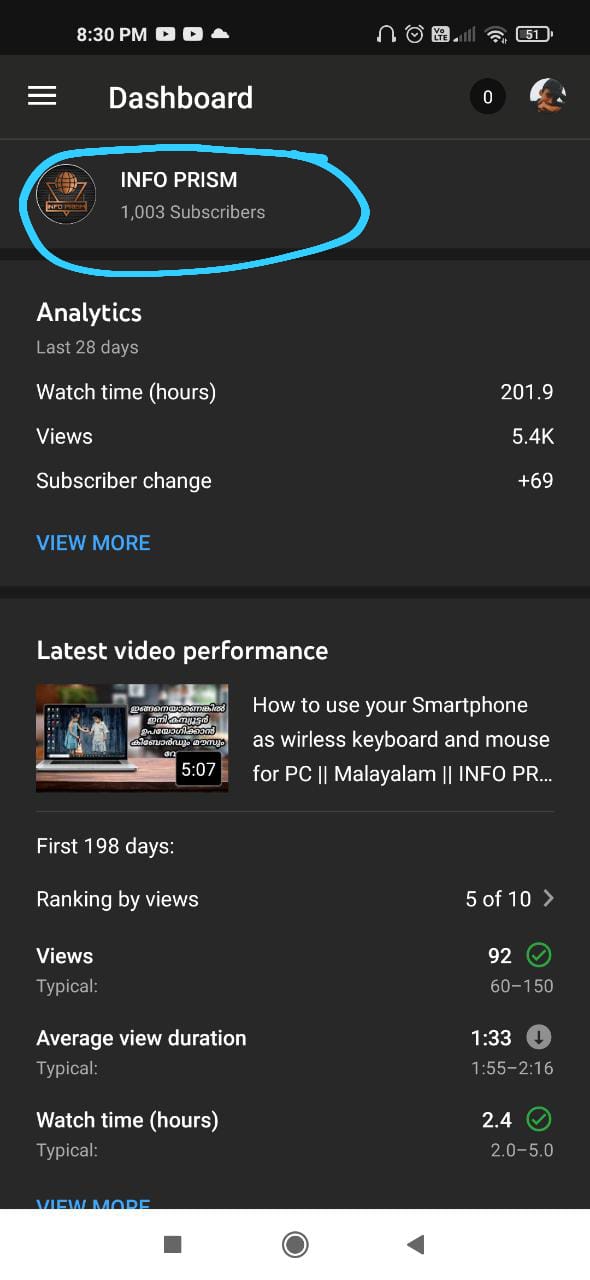 8:30 PM
Vo
LTE
51
Dashboard
0
INFO PRISM
INFO PRISM
1,003 Subscribers
Analytics
Last 28 days
Watch time (hours) 201.9
Views 5.4K
Subscriber change +69
VIEW MORE
Latest video performance
ഇങ്ങനെയാണെങ്കിൽ
ഇനി കമ്പ്യൂട്ടർ
ഉപയോഗിക്കാൻ
കീബോർഡും മൗസും
വേ
5:07
How to use your Smartphone
as wirless keyboard and mouse
for PC || Malayalam || INFO PR...
First 198 days:
Ranking by views 5 of 10
Views 92
Typical: 60–150
Average view duration 1:33
Typical: 1:55–2:16
Watch time (hours) 2.4
Typical: 2.0–5.0
VIEW MORE